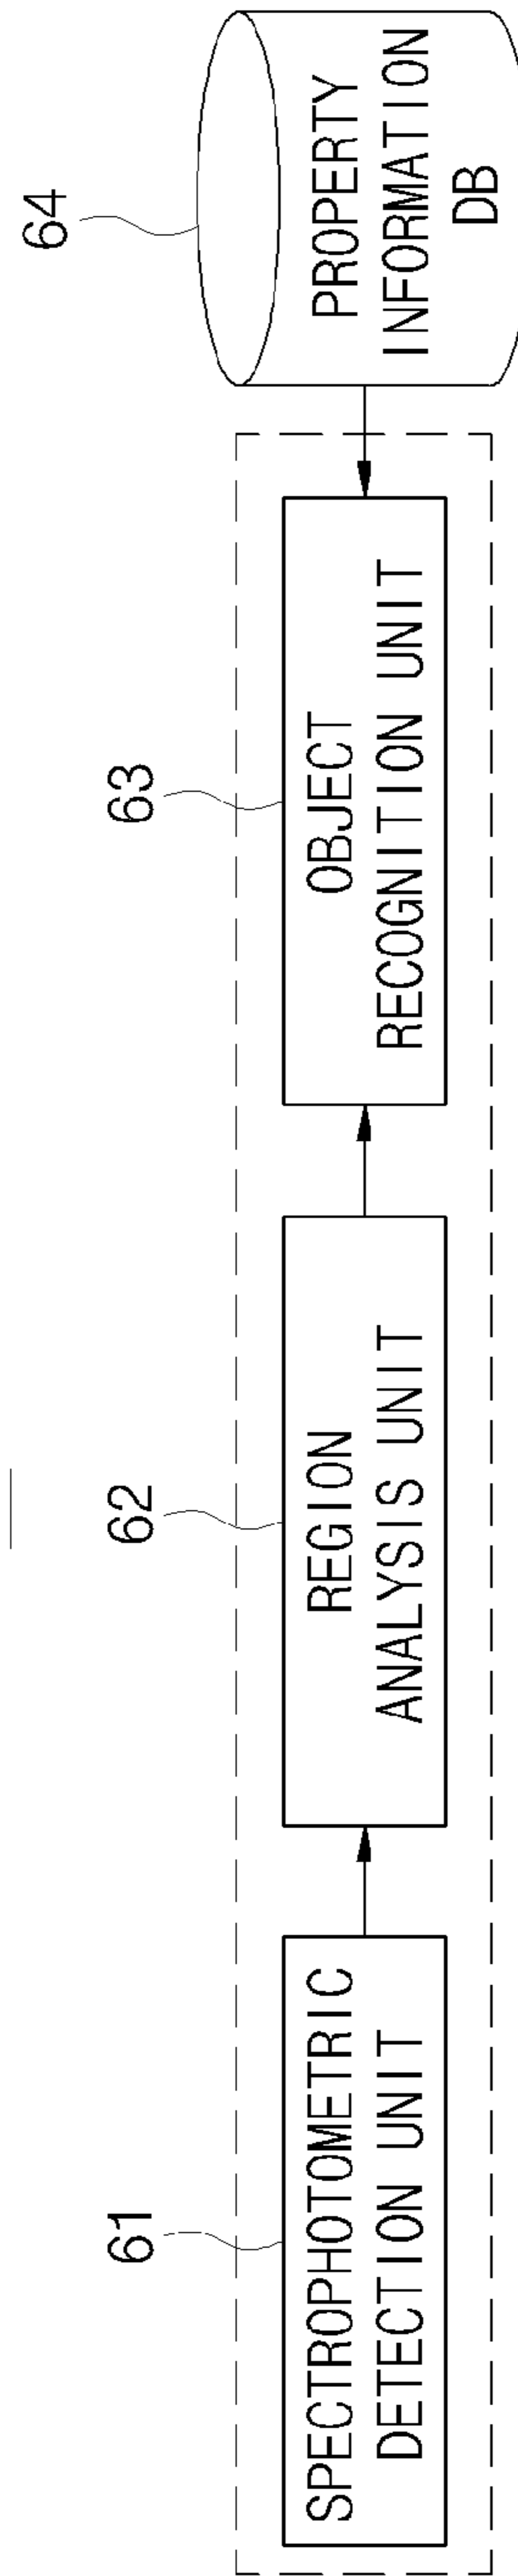 61
SPECTROPHOTOMETRIC
DETECTION UNIT
62
REGION
ANALYSIS UNIT
63
OBJECT
RECOGNITION UNIT
64
PROPERTY
INFORMATION
DB